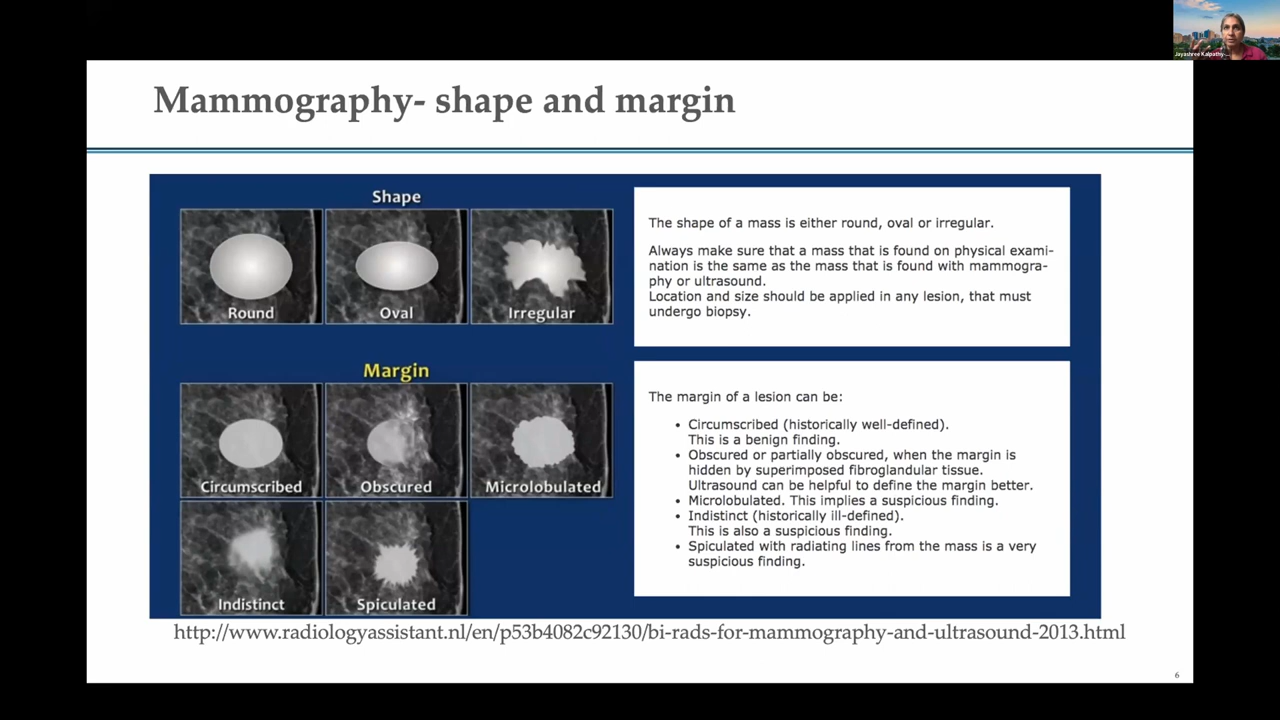 Jayashree Kalpathy-...
Mammography- shape and margin
Shape
Round
Oval
Irregular
The shape of a mass is either round, oval or irregular.
Always make sure that a mass that is found on physical exami-
nation is the same as the mass that is found with mammogra-
phy or ultrasound.
Location and size should be applied in any lesion, that must
undergo biopsy.
Margin
Circumscribed
Obscured
Microlobulated
Indistinct
Spiculated
The margin of a lesion can be:
• Circumscribed (historically well-defined).
This is a benign finding.
• Obscured or partially obscured, when the margin is
hidden by superimposed fibroglandular tissue.
Ultrasound can be helpful to define the margin better.
• Microlobulated. This implies a suspicious finding.
• Indistinct (historically ill-defined).
This is also a suspicious finding.
• Spiculated with radiating lines from the mass is a very
suspicious finding.
http://www.radiologyassistant.nl/en/p53b4082c92130/bi-rads-for-mammography-and-ultrasound-2013.html
6